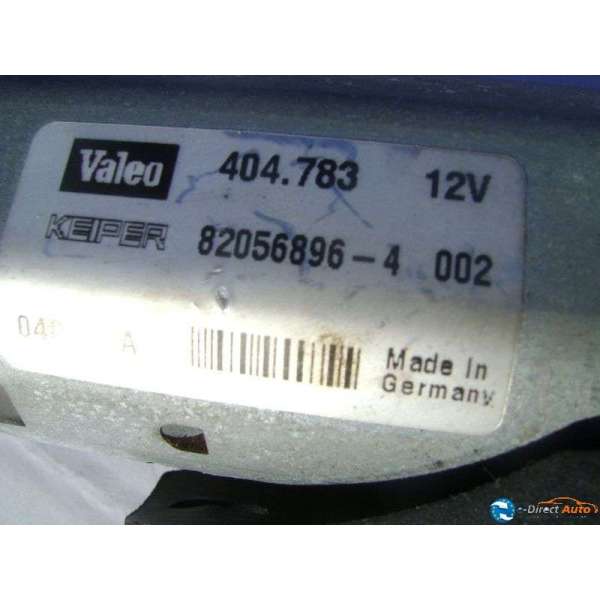 Valeo 404.783 12V
KEIPER 82056896-4 002
A
Made In
Germany
e-Direct Auto